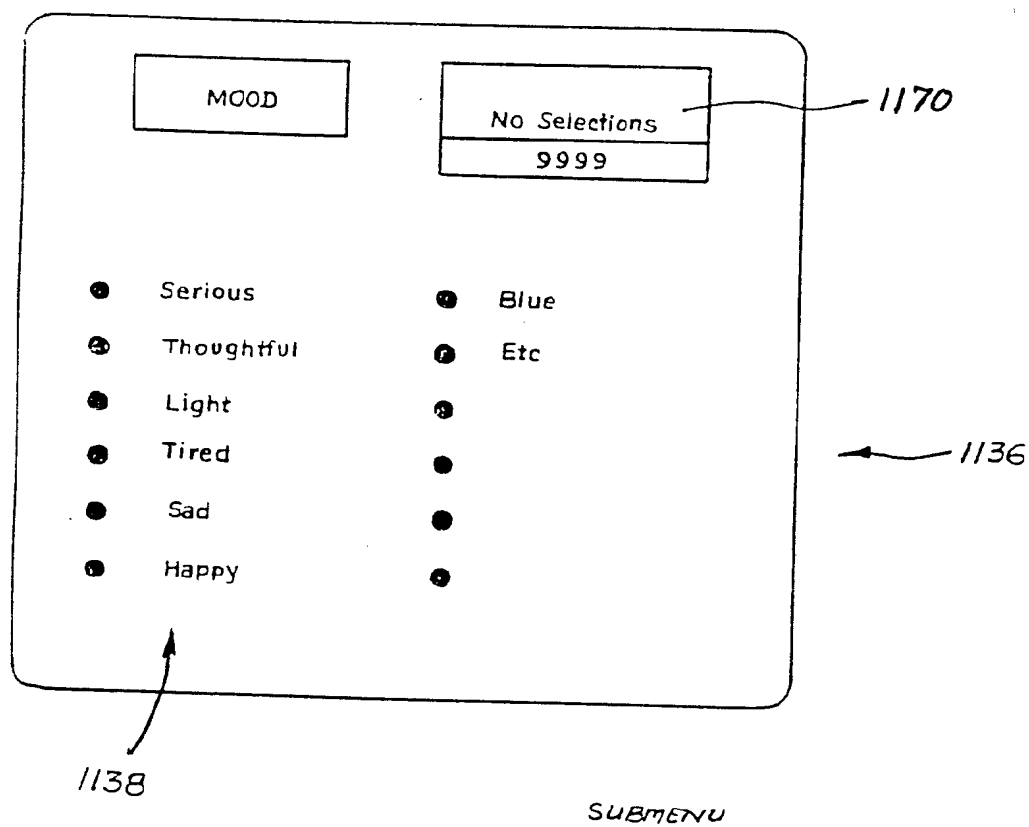 MOOD
No Selections
9999
1170
Serious
Thoughtful
Light
Tired
Sad
Happy
Blue
Etc
1136
1138
SUBMENU